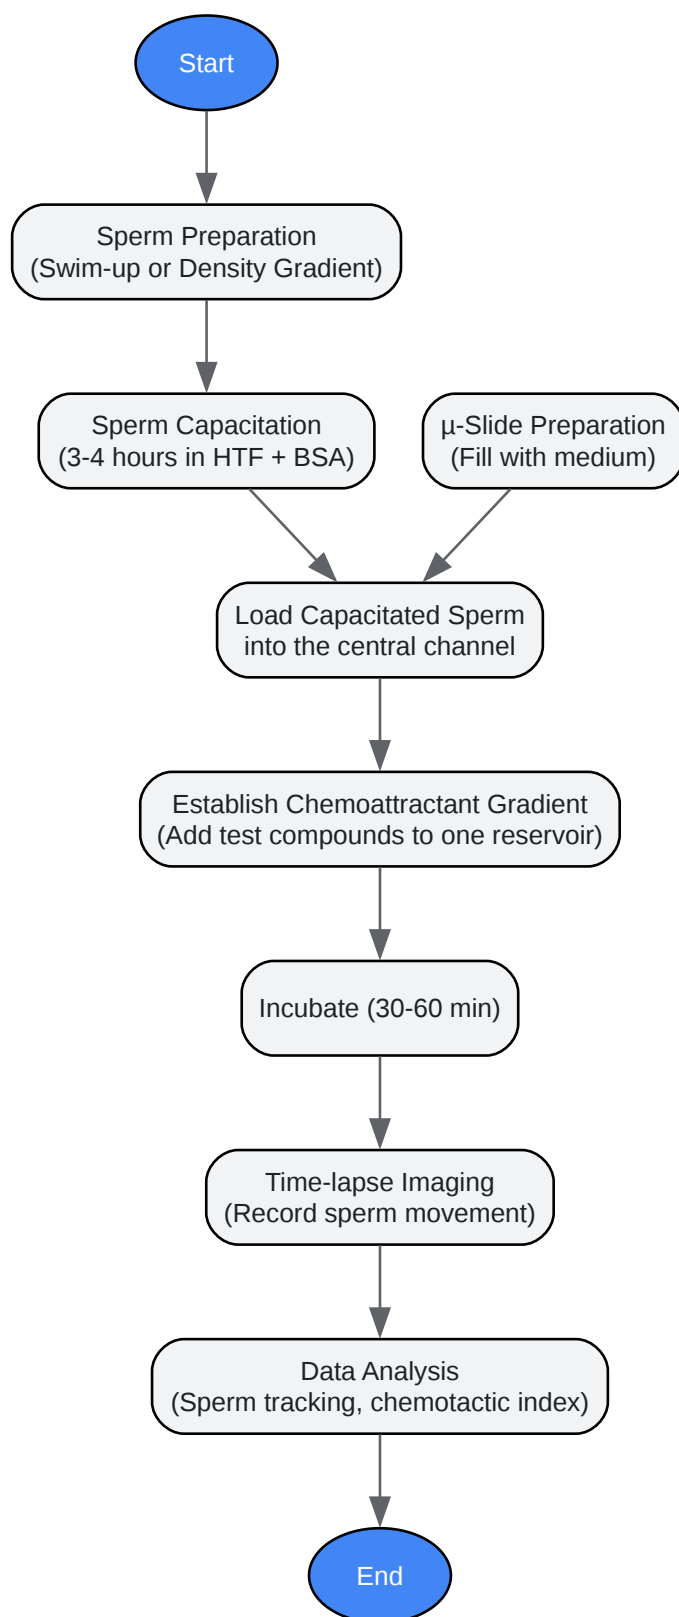 Start
Sperm Preparation
(Swim-up or Density Gradient)
Sperm Capacitation
(3-4 hours in HTF + BSA)
µ-Slide Preparation
(Fill with medium)
Load Capacitated Sperm
into the central channel
Establish Chemoattractant Gradient
(Add test compounds to one reservoir)
Incubate (30-60 min)
Time-lapse Imaging
(Record sperm movement)
Data Analysis
(Sperm tracking, chemotactic index)
End